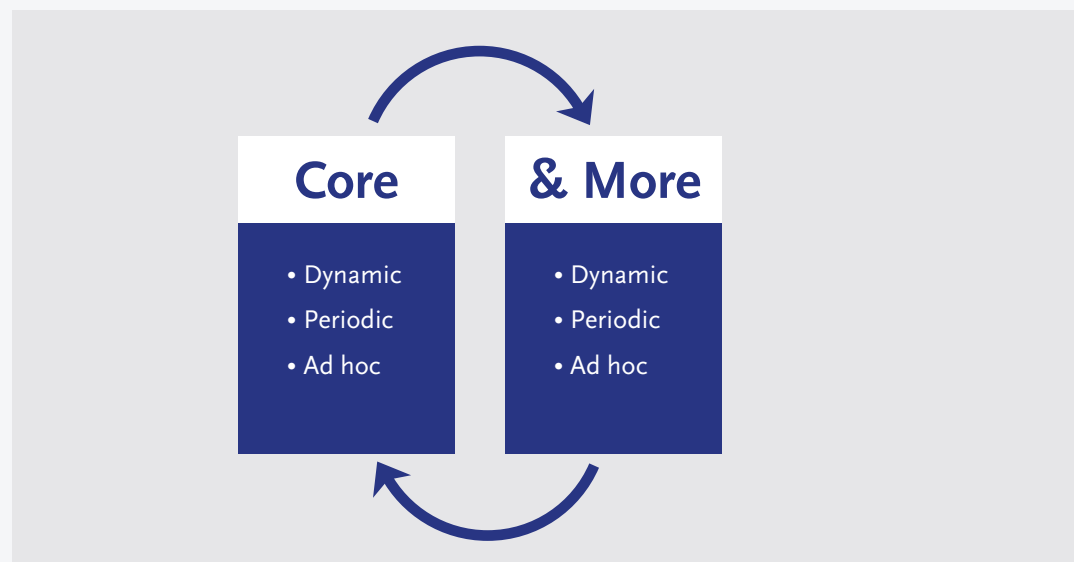 Core
• Dynamic
• Periodic
• Ad hoc
& More
• Dynamic
• Periodic
• Ad hoc